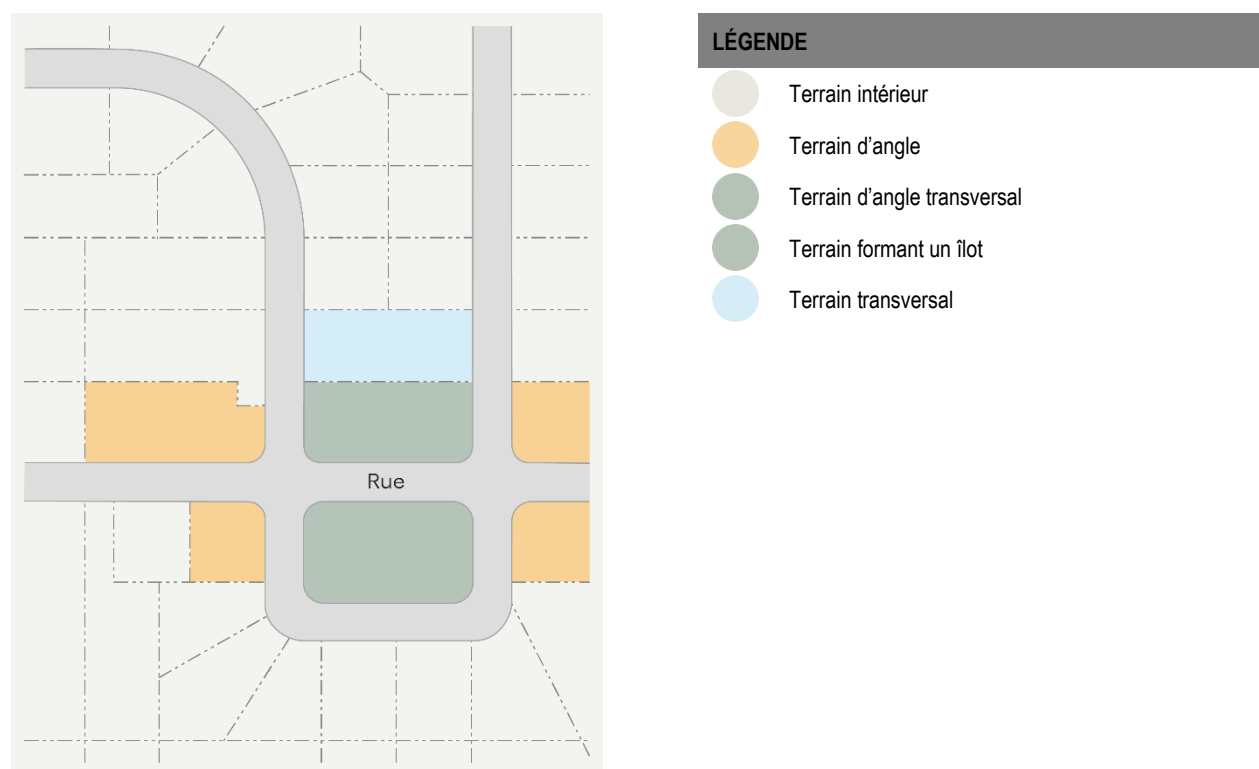 LÉGENDE
Terrain intérieur
Terrain d'angle
Terrain d'angle transversal
Terrain formant un îlot
Terrain transversal
Rue